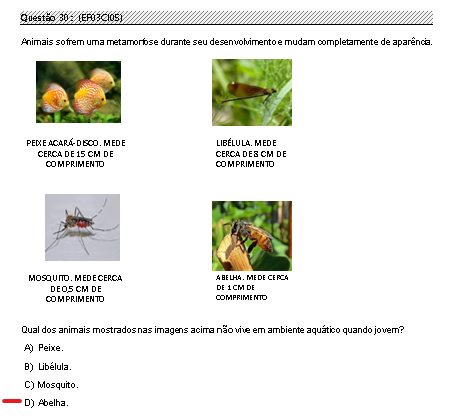 Questão 30: (EF03CI05)
Animais sofrem uma metamorfose durante seu desenvolvimento e mudam completamente de aparência.
PEIXE ACARÁ-DISCO. MEDE
CERCA DE 15 CM DE
COMPRIMENTO
LIBÉLULA. MEDE
CERCA DE 8 CM DE
COMPRIMENTO
MOSQUITO. MEDE CERCA
DE 0,5 CM DE
COMPRIMENTO
ABELHA. MEDE CERCA
DE 1 CM DE
COMPRIMENTO
Qual dos animais mostrados nas imagens acima não vive em ambiente aquático quando jovem?
A) Peixe.
B) Libélula.
C) Mosquito.
D) Abelha.